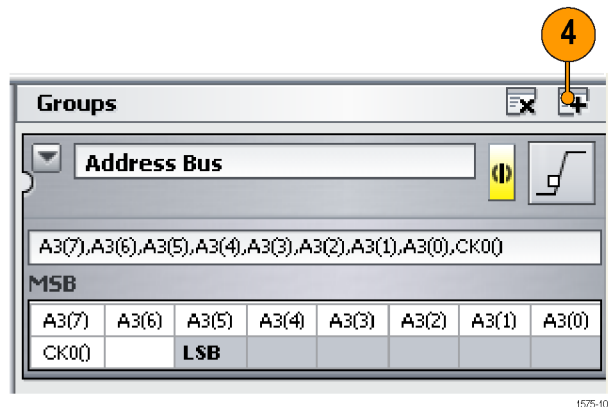 4
Groups
Address Bus
A3(7),A3(6),A3(5),A3(4),A3(3),A3(2),A3(1),A3(0),CK0()
MSB
A3(7) A3(6) A3(5) A3(4) A3(3) A3(2) A3(1) A3(0)
CK0() LSB
1575-10